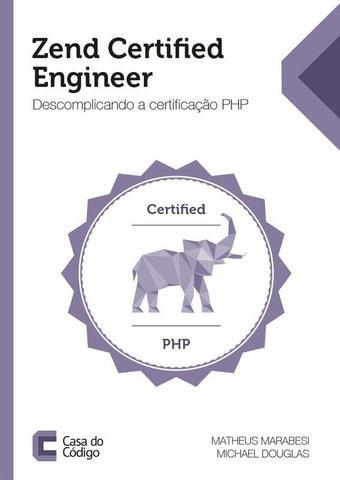 Zend Certified
Engineer
Descomplicando a certificação PHP
Certified
PHP
Casa do
Código
MATHEUS MARABESI
MICHAEL DOUGLAS